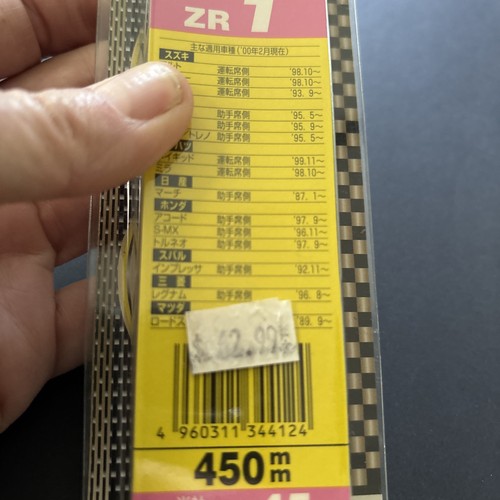 ZR 7
主な適用車種('00年2月現在)
スズキ
運転席側 '98.10~
運転席側 '98.10~
運転席側 '93. 9~
助手席側 '95. 5~
助手席側 '95. 9~
トレノ 助手席側 '95. 5~
運転席側 '99.11~
ミラ 運転席側 '98.10~
日産
マーチ 助手席側 '87. 1~
ホンダ
アコード 助手席側 '97. 9~
S-MX 助手席側 '96.11~
トルネオ 助手席側 '97. 9~
スバル
インプレッサ 助手席側 '92.11~
三菱
レグナム 助手席側 '96. 8~
マツダ
ロードス '89. 9~
4 960311 344124
450mm